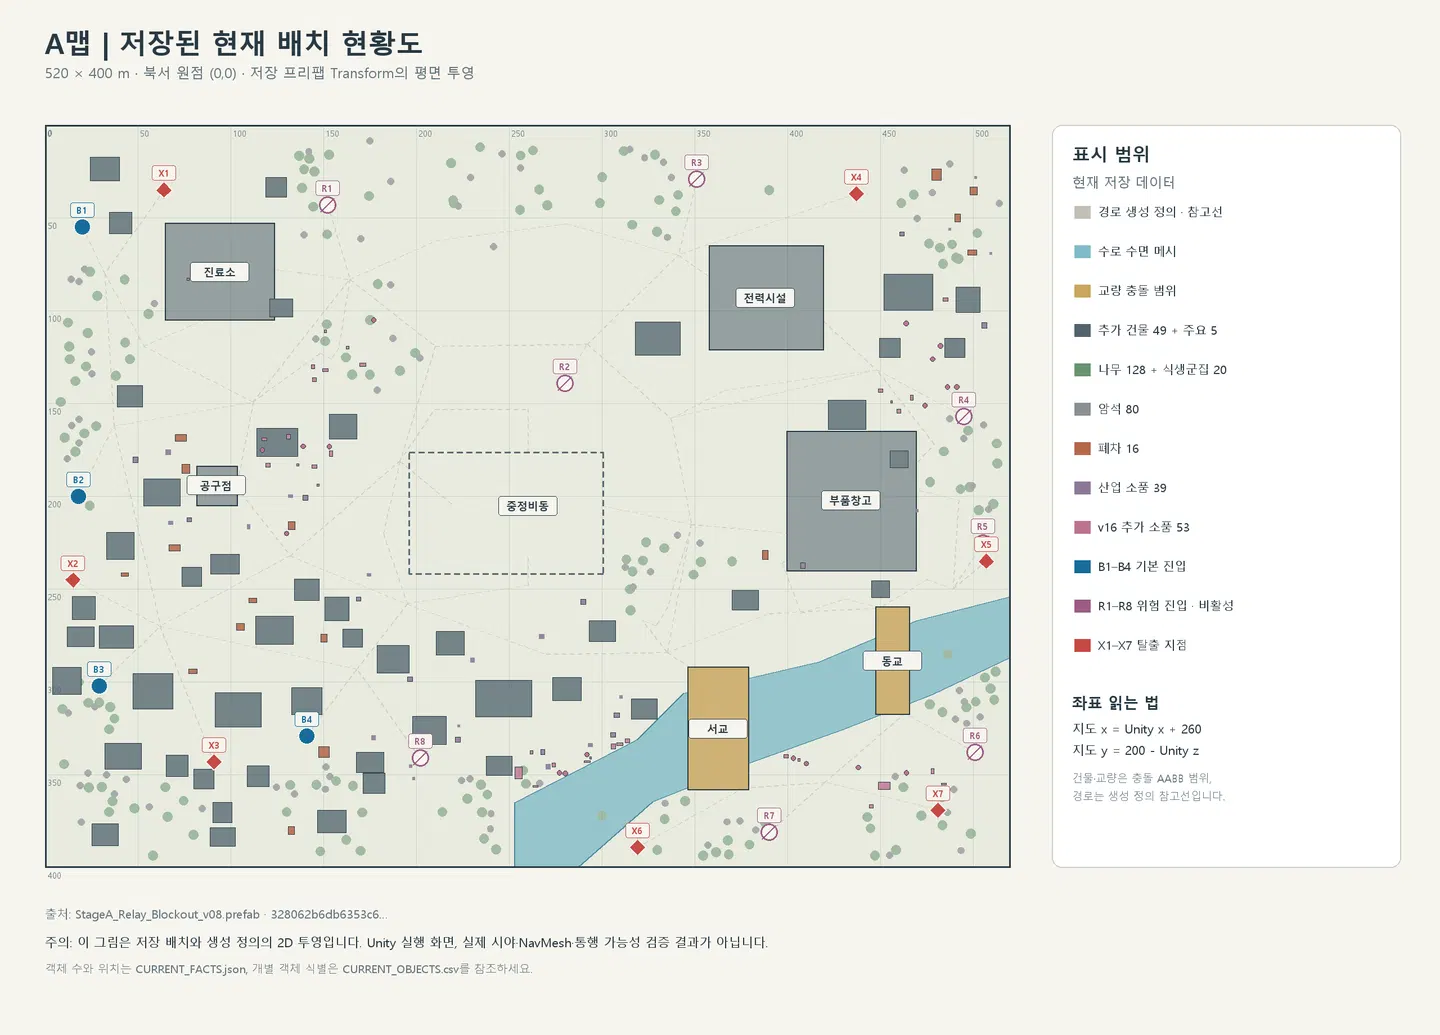 A맵 | 저장된 현재 배치 현황도
520 × 400 m · 북서 원점 (0,0) · 저장 프리팹 Transform의 평면 투영
0 50 100 150 200 250 300 350 400 450 500
X1
R1
R3
X4
B1
50
진료소
전력시설
100
R2
R4
150
B2
공구점
중정비동
부품창고
200
R5
X5
X2
250
동교
B3
300
서교
B4
R8
X3
R6
350
X7
X6
R7
400
표시 범위
현재 저장 데이터
경로 생성 정의 · 참고선
수로 수면 메시
교량 충돌 범위
추가 건물 49 + 주요 5
나무 128 + 식생군집 20
암석 80
폐차 16
산업 소품 39
v16 추가 소품 53
B1–B4 기본 진입
R1–R8 위험 진입 · 비활성
X1–X7 탈출 지점
좌표 읽는 법
지도 x = Unity x + 260
지도 y = 200 - Unity z
건물·교량은 충돌 AABB 범위,
경로는 생성 정의 참고선입니다.
출처: StageA_Relay_Blockout_v08.prefab · 328062b6db6353c6...
주의: 이 그림은 저장 배치와 생성 정의의 2D 투영입니다. Unity 실행 화면, 실제 시야·NavMesh·통행 가능성 검증 결과가 아닙니다.
객체 수와 위치는 CURRENT_FACTS.json, 개별 객체 식별은 CURRENT_OBJECTS.csv를 참조하세요.